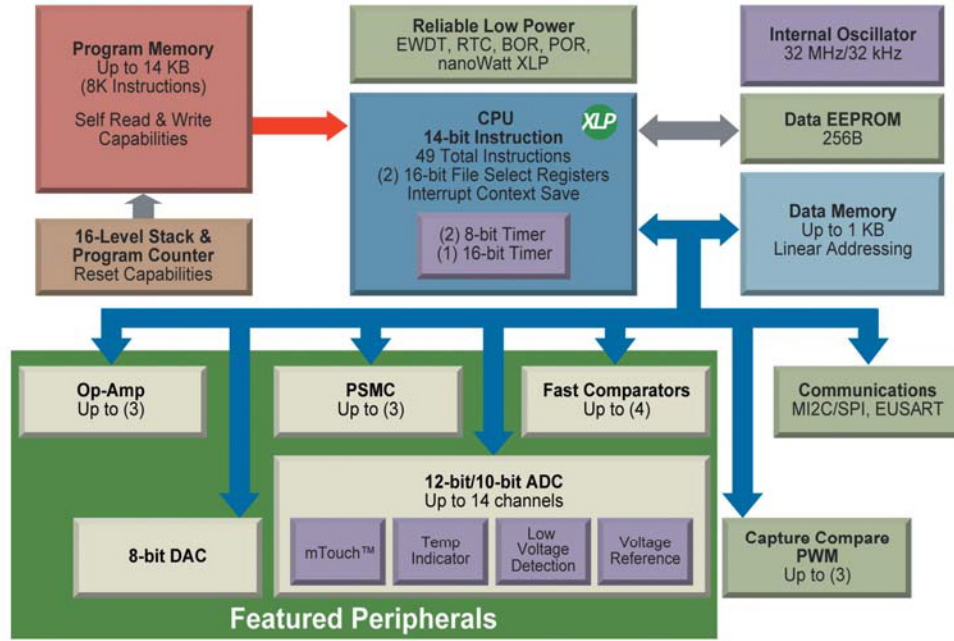 Program Memory
Up to 14 KB
(8K Instructions)
Self Read & Write
Capabilities
Reliable Low Power
EWDT, RTC, BOR, POR,
nanoWatt XLP
Internal Oscillator
32 MHz/32 kHz
CPU
XLP
14-bit Instruction
49 Total Instructions
(2) 16-bit File Select Registers
Interrupt Context Save
(2) 8-bit Timer
(1) 16-bit Timer
Data EEPROM
256B
16-Level Stack &
Program Counter
Reset Capabilities
Data Memory
Up to 1 KB
Linear Addressing
Op-Amp
Up to (3)
PSMC
Up to (3)
Fast Comparators
Up to (4)
Communications
MI2C/SPI, EUSART
8-bit DAC
12-bit/10-bit ADC
Up to 14 channels
mTouch™
Temp
Indicator
Low
Voltage
Detection
Voltage
Reference
Capture Compare
PWM
Up to (3)
Featured Peripherals